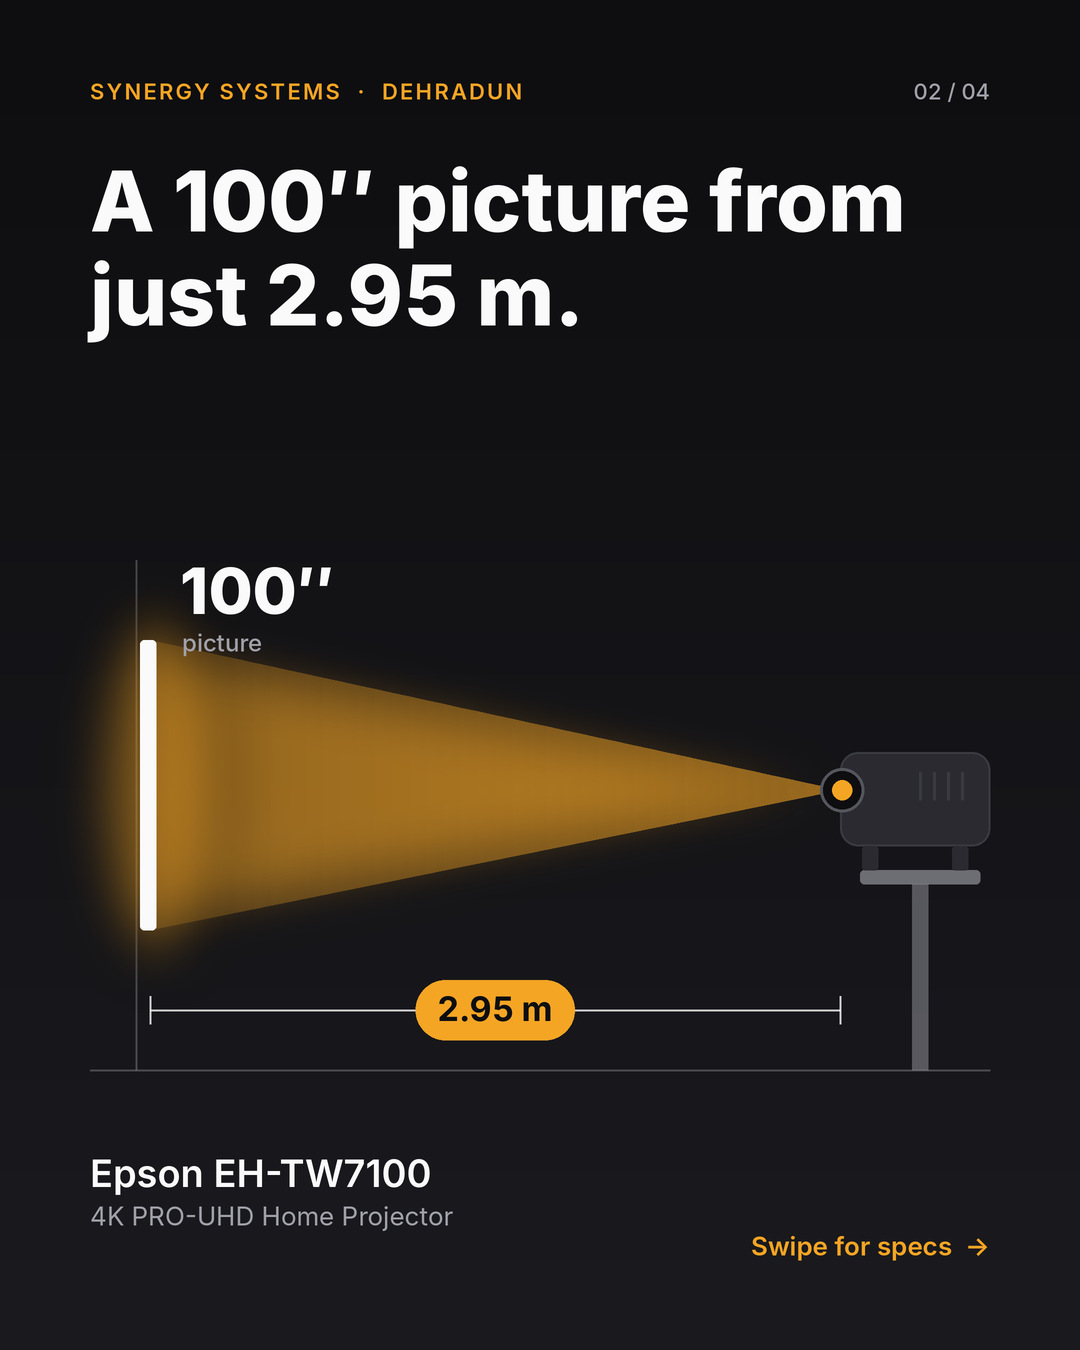 SYNERGY SYSTEMS · DEHRADUN
02 / 04
A 100″ picture from
just 2.95 m.
100″
picture
2.95 m
Epson EH-TW7100
4K PRO-UHD Home Projector
Swipe for specs →